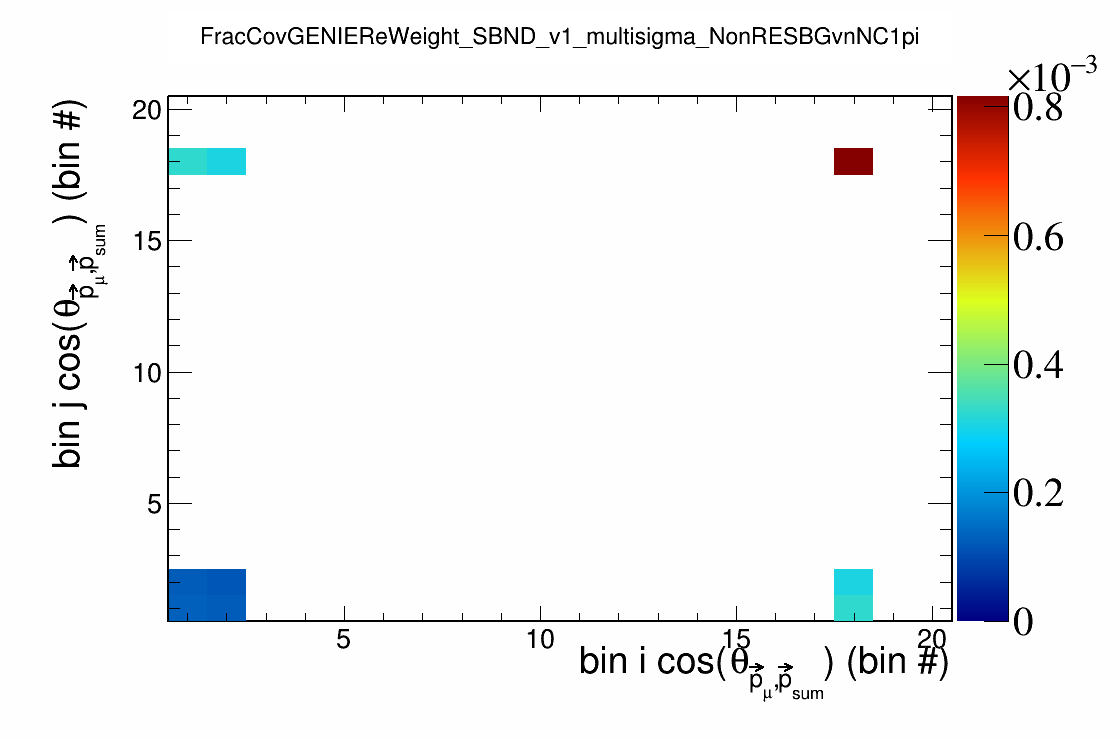 FracCovGENIEReWeight_SBND_v1_multisigma_NonRESBGvnNC1pi
×10⁻³
bin j cos(θ p⃗μ,p⃗sum) (bin #)
20
15
10
5
0.8
0.6
0.4
0.2
0
5 10 15 20
bin i cos(θ p⃗μ,p⃗sum) (bin #)